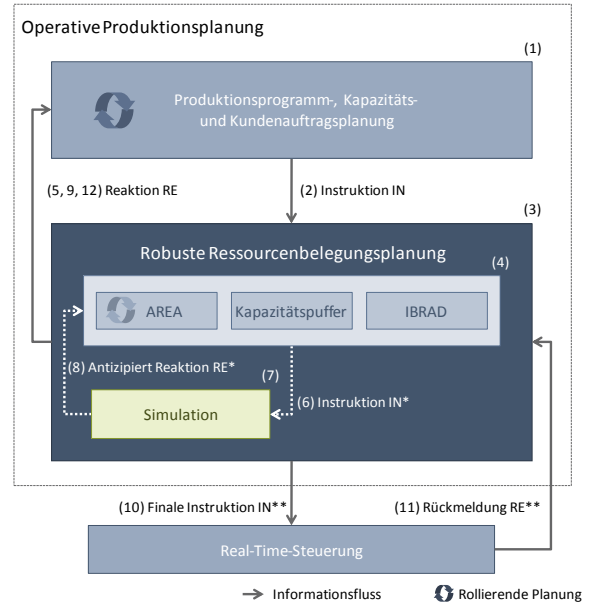 Operative Produktionsplanung
(1)
Produktionsprogramm-, Kapazitäts-
und Kundenauftragsplanung
(5, 9, 12) Reaktion RE
(2) Instruktion IN
(3)
Robuste Ressourcenbelegungsplanung
(4)
AREA
Kapazitätspuffer
IBRAD
(8) Antizipiert Reaktion RE*
(7)
(6) Instruktion IN*
Simulation
(10) Finale Instruktion IN**
(11) Rückmeldung RE**
Real-Time-Steuerung
Informationsfluss
Rollierende Planung